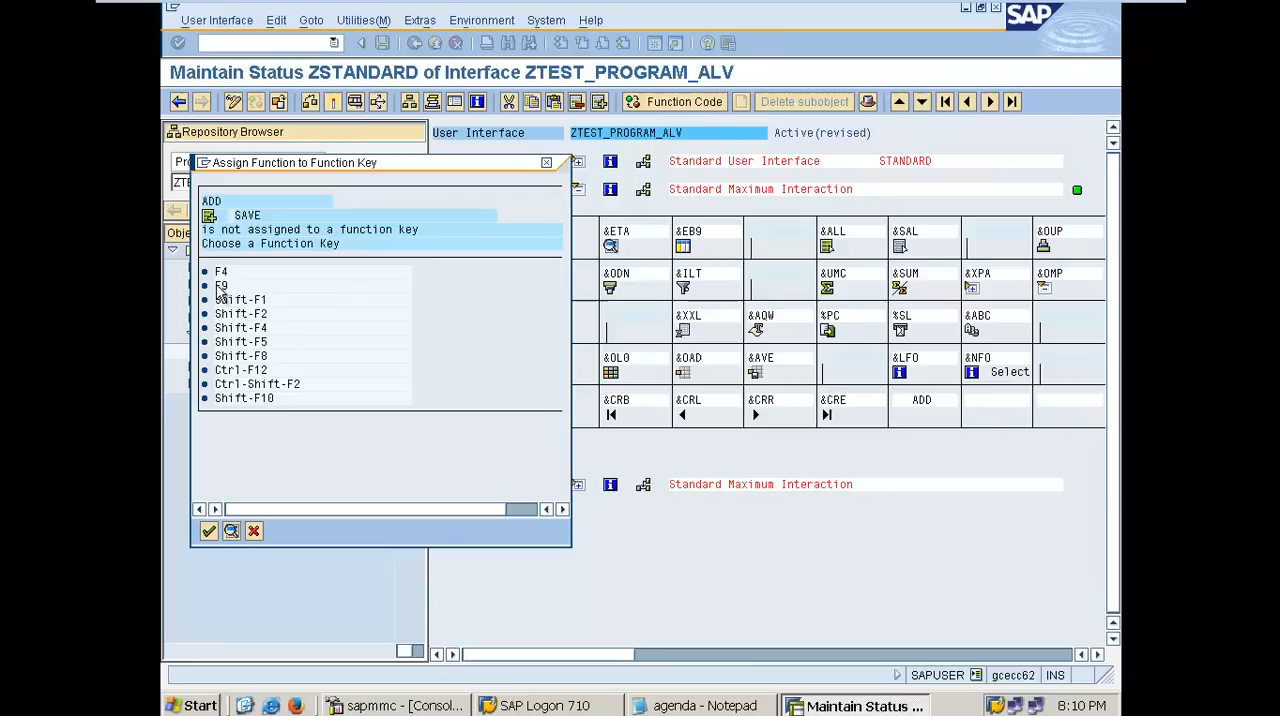 User Interface Edit Goto Utilities(M) Extras Environment System Help
SAP
Maintain Status ZSTANDARD of Interface ZTEST_PROGRAM_ALV
Function Code Delete subobject
Repository Browser
User Interface ZTEST_PROGRAM_ALV Active(revised)
Assign Function to Function Key
Standard User Interface STANDARD
Standard Maximum Interaction
ADD
SAVE
is not assigned to a function key
Choose a Function Key
F4
F9
Shift-F1
Shift-F2
Shift-F4
Shift-F5
Shift-F8
Ctrl-F12
Ctrl-Shift-F2
Shift-F10
&ETA &EB9 &ALL &SAL &OUP
&ODN &ILT &UMC &SUM &XPA &OMP
&XXL &AQW %PC %SL &ABC
&OL0 &OAD &AVE &LFO &NFO
Select
&CRB &CRL &CRR &CRE ADD
Standard Maximum Interaction
SAPUSER gcecc62 INS
Start sapmmc - [Consol... SAP Logon 710 agenda - Notepad Maintain Status ... 8:10 PM